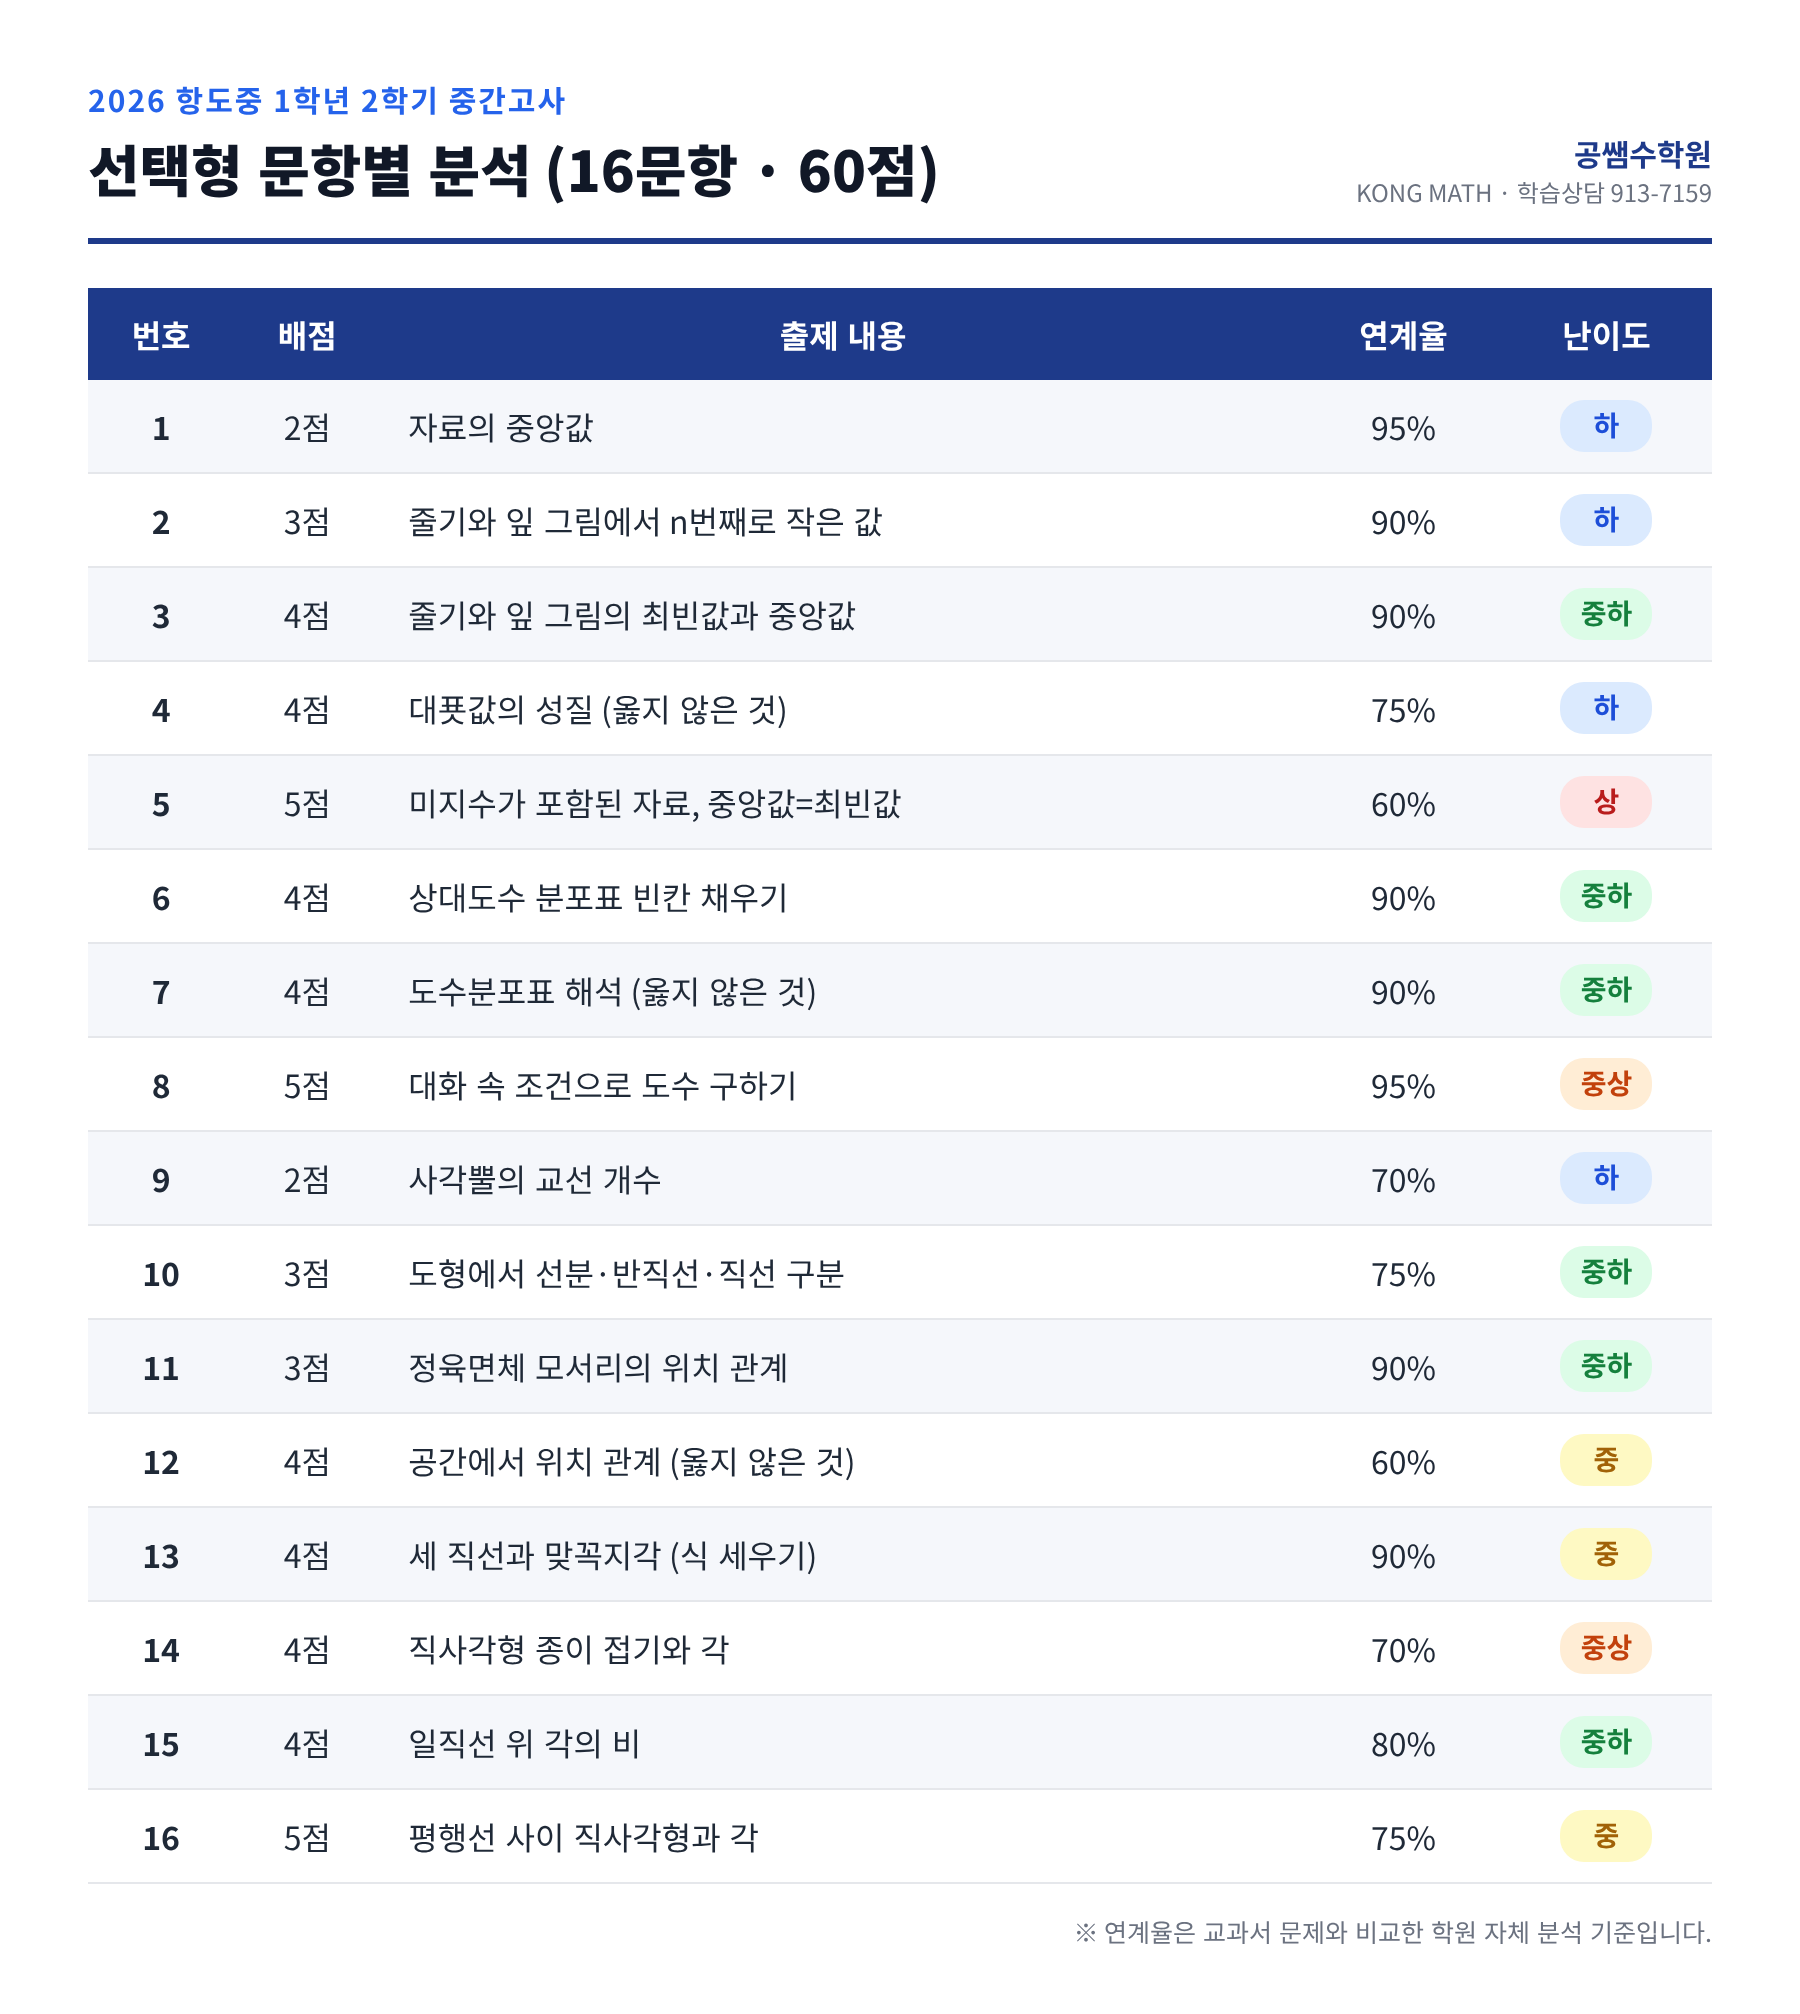 2026 항도중 1학년 2학기 중간고사
선택형 문항별 분석 (16문항 · 60점)
공쌤수학원
KONG MATH · 학습상담 913-7159
번호 배점 출제 내용 연계율 난이도
1 2점 자료의 중앙값 95% 하
2 3점 줄기와 잎 그림에서 n번째로 작은 값 90% 하
3 4점 줄기와 잎 그림의 최빈값과 중앙값 90% 중하
4 4점 대푯값의 성질 (옳지 않은 것) 75% 하
5 5점 미지수가 포함된 자료, 중앙값=최빈값 60% 상
6 4점 상대도수 분포표 빈칸 채우기 90% 중하
7 4점 도수분포표 해석 (옳지 않은 것) 90% 중하
8 5점 대화 속 조건으로 도수 구하기 95% 중상
9 2점 사각뿔의 교선 개수 70% 하
10 3점 도형에서 선분·반직선·직선 구분 75% 중하
11 3점 정육면체 모서리의 위치 관계 90% 중하
12 4점 공간에서 위치 관계 (옳지 않은 것) 60% 중
13 4점 세 직선과 맞꼭지각 (식 세우기) 90% 중
14 4점 직사각형 종이 접기와 각 70% 중상
15 4점 일직선 위 각의 비 80% 중하
16 5점 평행선 사이 직사각형과 각 75% 중
※ 연계율은 교과서 문제와 비교한 학원 자체 분석 기준입니다.